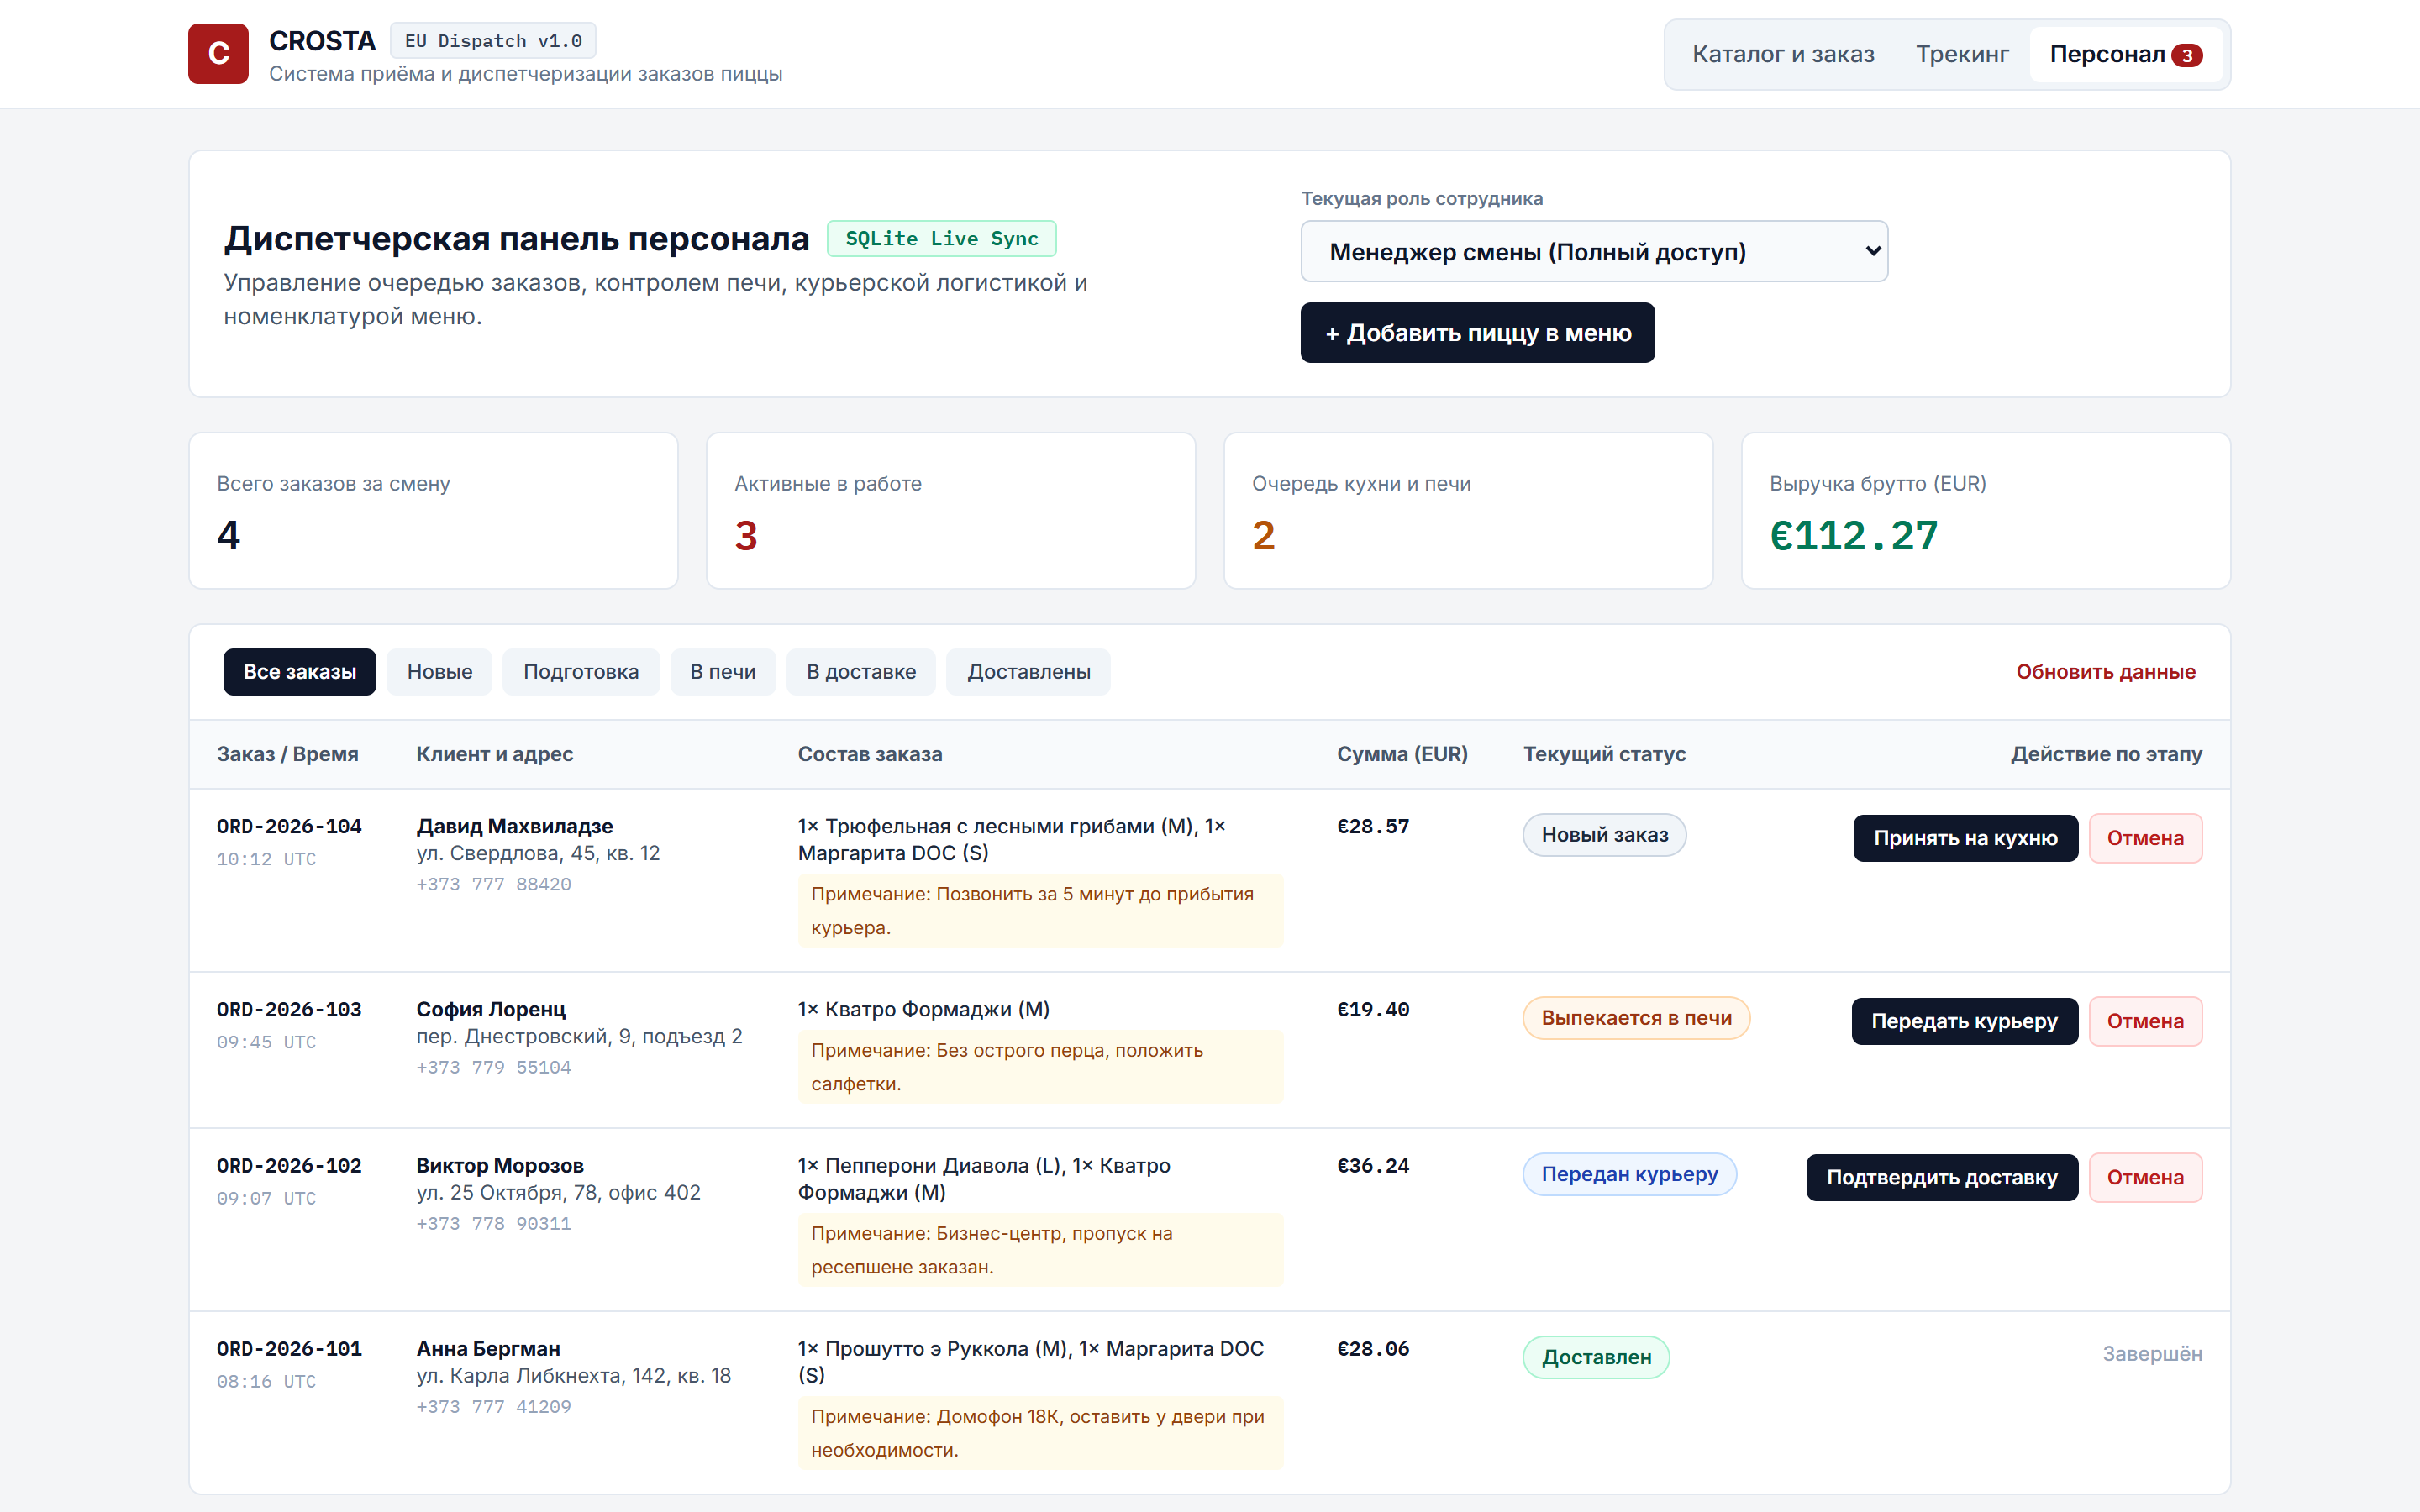 C
CROSTA EU Dispatch v1.0
Система приёма и диспетчеризации заказов пиццы
Каталог и заказ Трекинг Персонал 3
Диспетчерская панель персонала SQLite Live Sync
Управление очередью заказов, контролем печи, курьерской логистикой и
номенклатурой меню.
Текущая роль сотрудника
Менеджер смены (Полный доступ)
+ Добавить пиццу в меню
Всего заказов за смену
4
Активные в работе
3
Очередь кухни и печи
2
Выручка брутто (EUR)
€112.27
Все заказы Новые Подготовка В печи В доставке Доставлены Обновить данные
Заказ / Время Клиент и адрес Состав заказа Сумма (EUR) Текущий статус Действие по этапу
ORD-2026-104
10:12 UTC
Давид Махвиладзе
ул. Свердлова, 45, кв. 12
+373 777 88420
1× Трюфельная с лесными грибами (M), 1×
Маргарита DOC (S)
Примечание: Позвонить за 5 минут до прибытия
курьера.
€28.57
Новый заказ
Принять на кухню Отмена
ORD-2026-103
09:45 UTC
София Лоренц
пер. Днестровский, 9, подъезд 2
+373 779 55104
1× Кватро Формаджи (M)
Примечание: Без острого перца, положить
салфетки.
€19.40
Выпекается в печи
Передать курьеру Отмена
ORD-2026-102
09:07 UTC
Виктор Морозов
ул. 25 Октября, 78, офис 402
+373 778 90311
1× Пепперони Диавола (L), 1× Кватро
Формаджи (M)
Примечание: Бизнес-центр, пропуск на
ресепшене заказан.
€36.24
Передан курьеру
Подтвердить доставку Отмена
ORD-2026-101
08:16 UTC
Анна Бергман
ул. Карла Либкнехта, 142, кв. 18
+373 777 41209
1× Прошутто э Руккола (M), 1× Маргарита DOC
(S)
Примечание: Домофон 18К, оставить у двери при
необходимости.
€28.06
Доставлен
Завершён